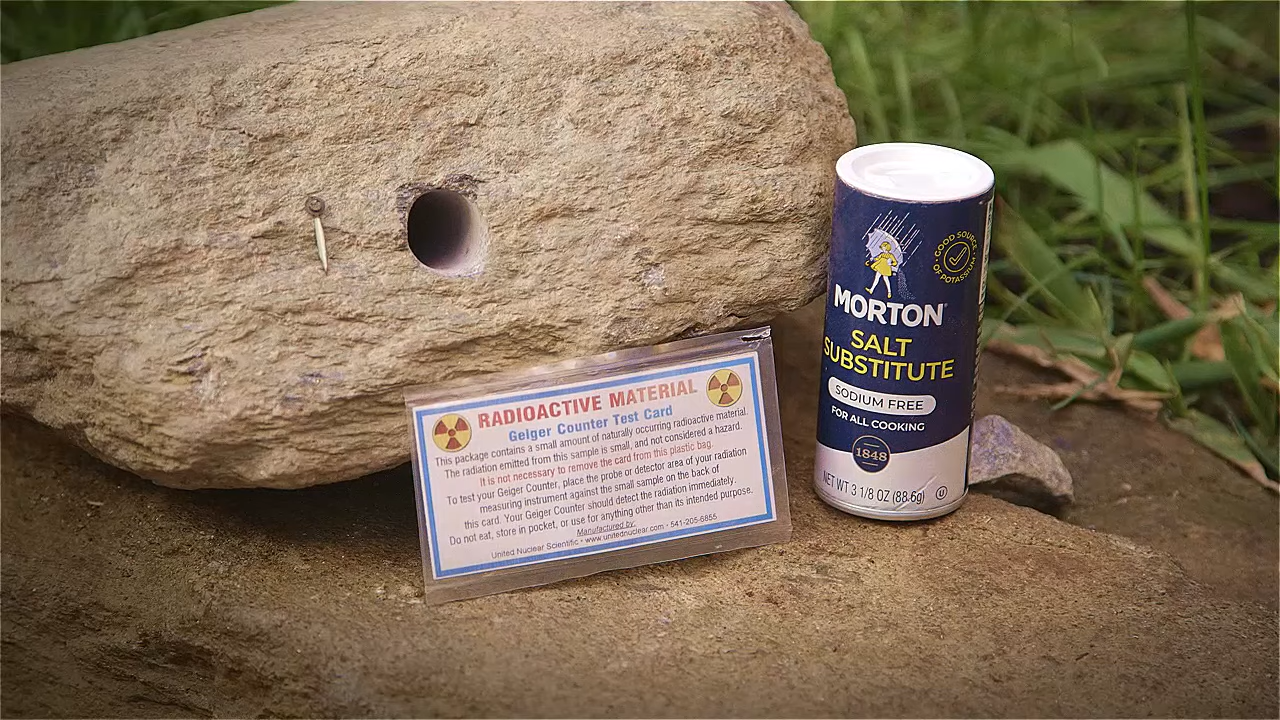 RADIOACTIVE MATERIAL
Geiger Counter Test Card
This package contains a small amount of naturally occurring radioactive material.
The radiation emitted from this sample is small, and not considered a hazard.
It is not necessary to remove the card from this plastic bag.
To test your Geiger Counter, place the probe or detector area of your radiation
measuring instrument against the small sample on the back of
this card. Your Geiger Counter should detect the radiation immediately.
Do not eat, store in pocket, or use for anything other than its intended purpose.
Manufactured by:
United Nuclear Scientific • www.unitednuclear.com • 541-205-6855
GOOD SOURCE
OF POTASSIUM
MORTON
SALT
SUBSTITUTE
SODIUM FREE
FOR ALL COOKING
1848
NET WT 3 1/8 OZ (88.6g) U